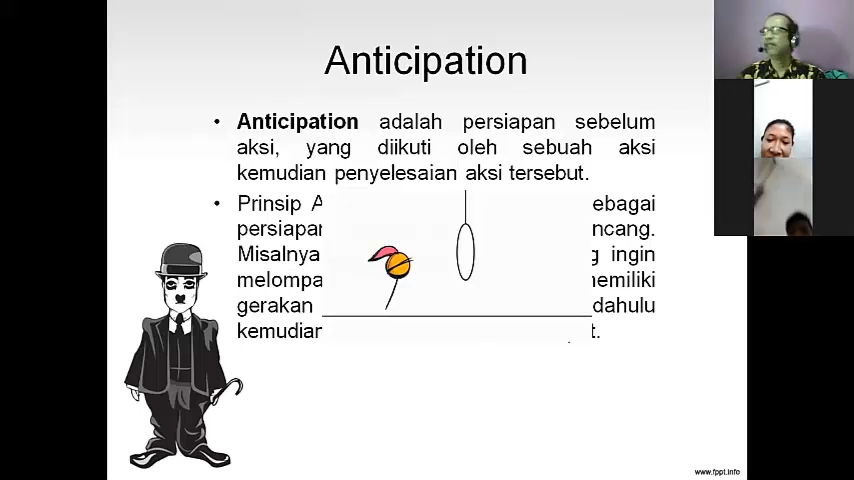 Anticipation
• Anticipation adalah persiapan sebelum
aksi, yang diikuti oleh sebuah aksi
kemudian penyelesaian aksi tersebut.
• Prinsip A ebagai
persiapan ncang.
Misalnya g ingin
melompa memiliki
gerakan dahulu
kemudian t.
www.fppt.info